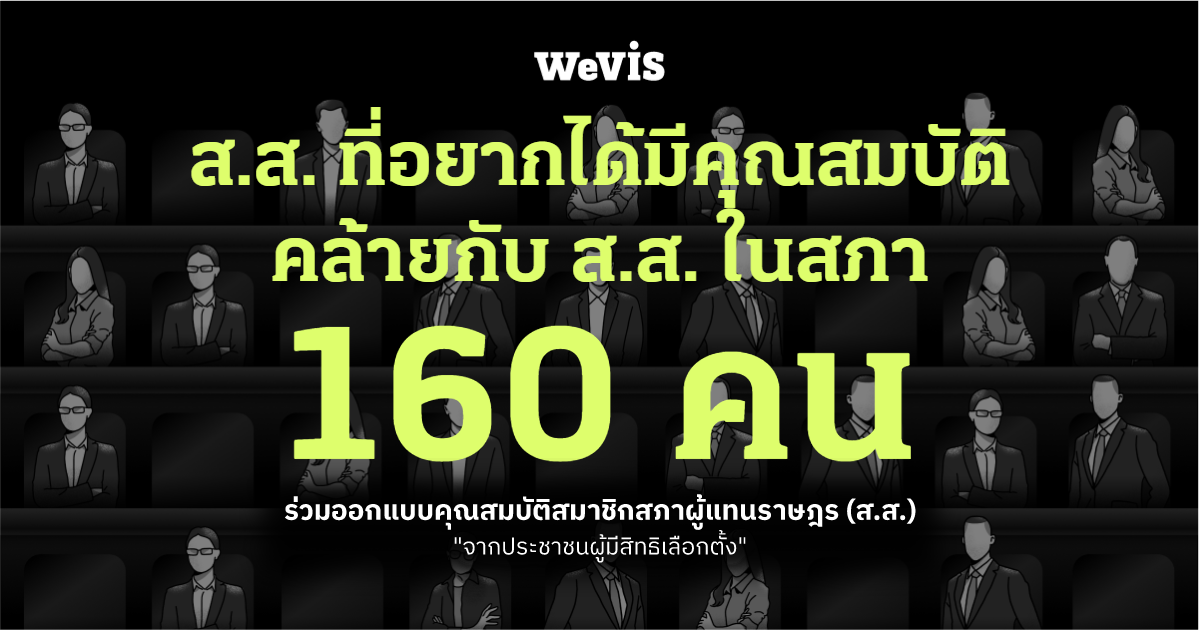 WeVIS
ส.ส. ที่อยากได้มีคุณสมบัติ
คล้ายกับ ส.ส. ในสภา
160 คน
ร่วมออกแบบคุณสมบัติสมาชิกสภาผู้แทนราษฎร (ส.ส.)
"จากประชาชนผู้มีสิทธิเลือกตั้ง"